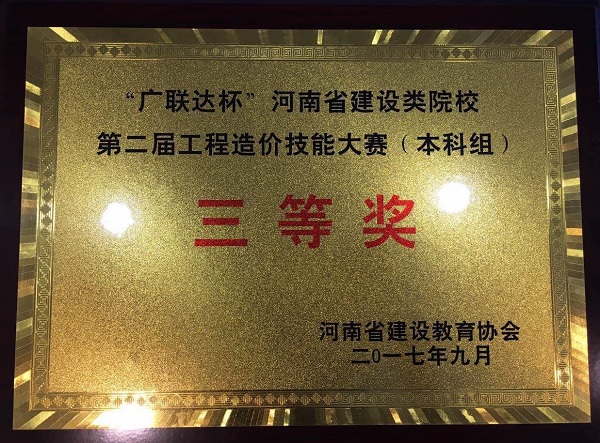 “广联达杯”河南省建设类院校
第二届工程造价技能大赛（本科组）
三等奖
河南省建设教育协会
二0一七年九月